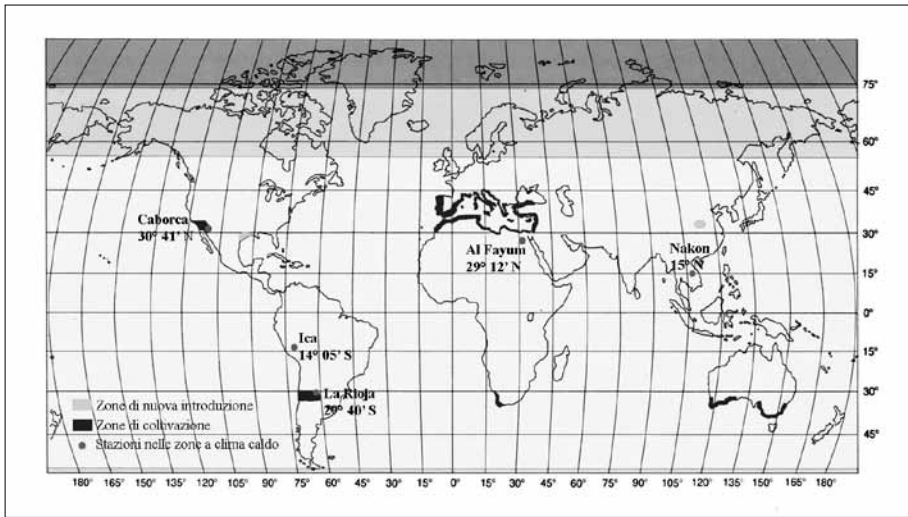 75°
60°
45°
Caborca
30° 41' N
30°
Al Fayum
29° 12' N
Nakon
15° N
15°
0°
Ica
14° 05' S
15°
La Rioja
29° 40' S
30°
Zone di nuova introduzione
Zone di coltivazione
Stazioni nelle zone a clima caldo
45°
180° 165° 150° 135° 120° 105° 90° 75° 60° 45° 30° 15° 0° 15° 30° 45° 60° 75° 90° 105° 120° 135° 150° 165° 180°